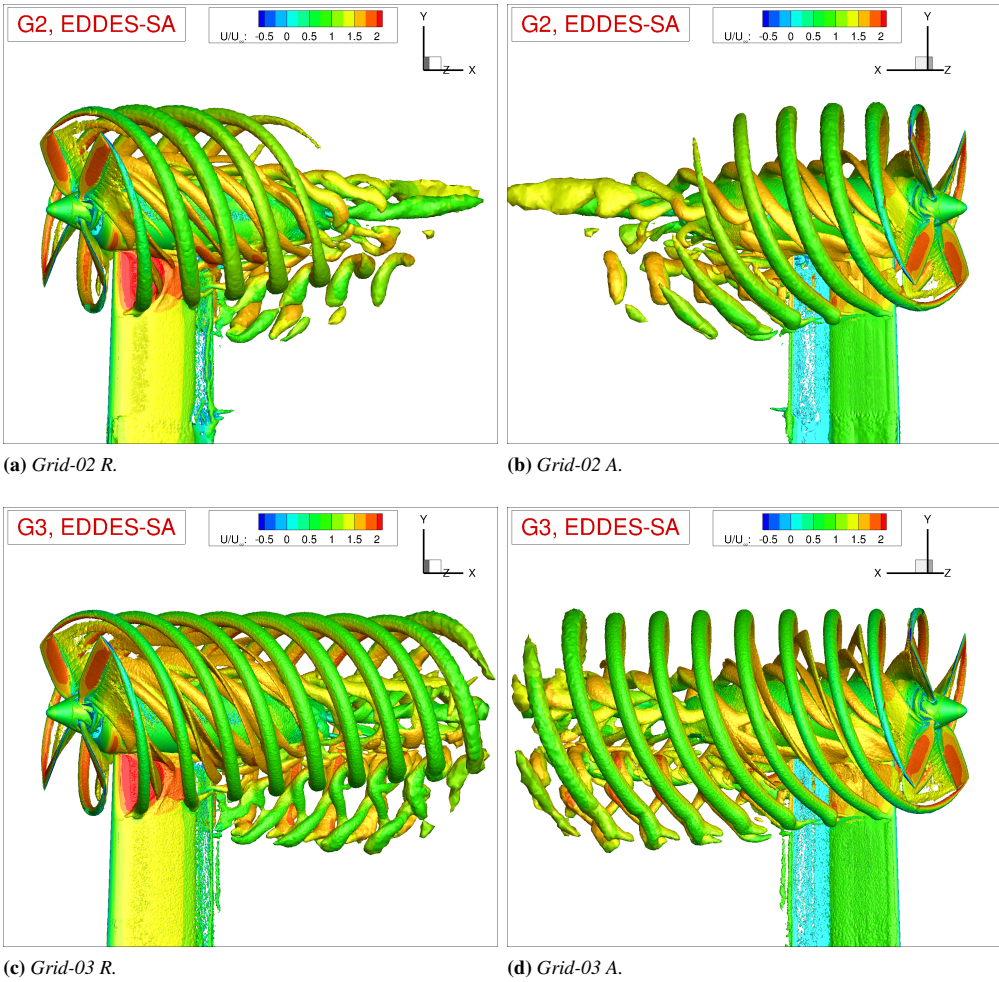 G2, EDDES-SA
U/U∞: -0.5 0 0.5 1 1.5 2
Y
Z X
G2, EDDES-SA
U/U∞: -0.5 0 0.5 1 1.5 2
Y
X Z
(a) Grid-02 R.
(b) Grid-02 A.
G3, EDDES-SA
U/U∞: -0.5 0 0.5 1 1.5 2
Y
Z X
G3, EDDES-SA
U/U∞: -0.5 0 0.5 1 1.5 2
Y
X Z
(c) Grid-03 R.
(d) Grid-03 A.